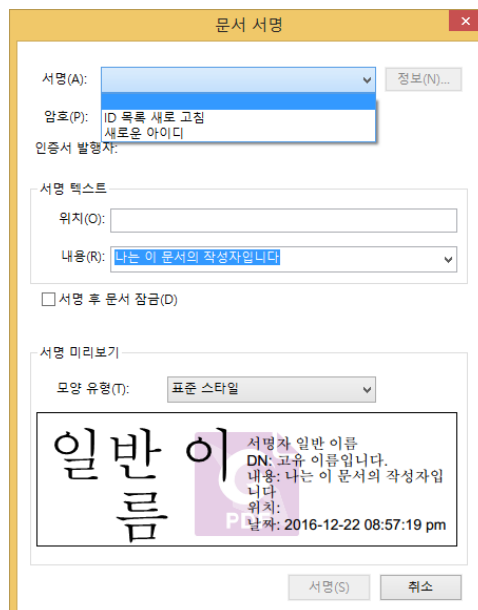 문서 서명
서명(A):
정보(N)...
암호(P):
ID 목록 새로 고침
새로운 아이디
인증서 발행자:
서명 텍스트
위치(O):
내용(R): 나는 이 문서의 작성자입니다
서명 후 문서 잠금(D)
서명 미리보기
모양 유형(T): 표준 스타일
일반 이
름
PDF
서명자 일반 이름
DN: 고유 이름입니다.
내용: 나는 이 문서의 작성자입
니다
위치:
날짜: 2016-12-22 08:57:19 pm
서명(S) 취소